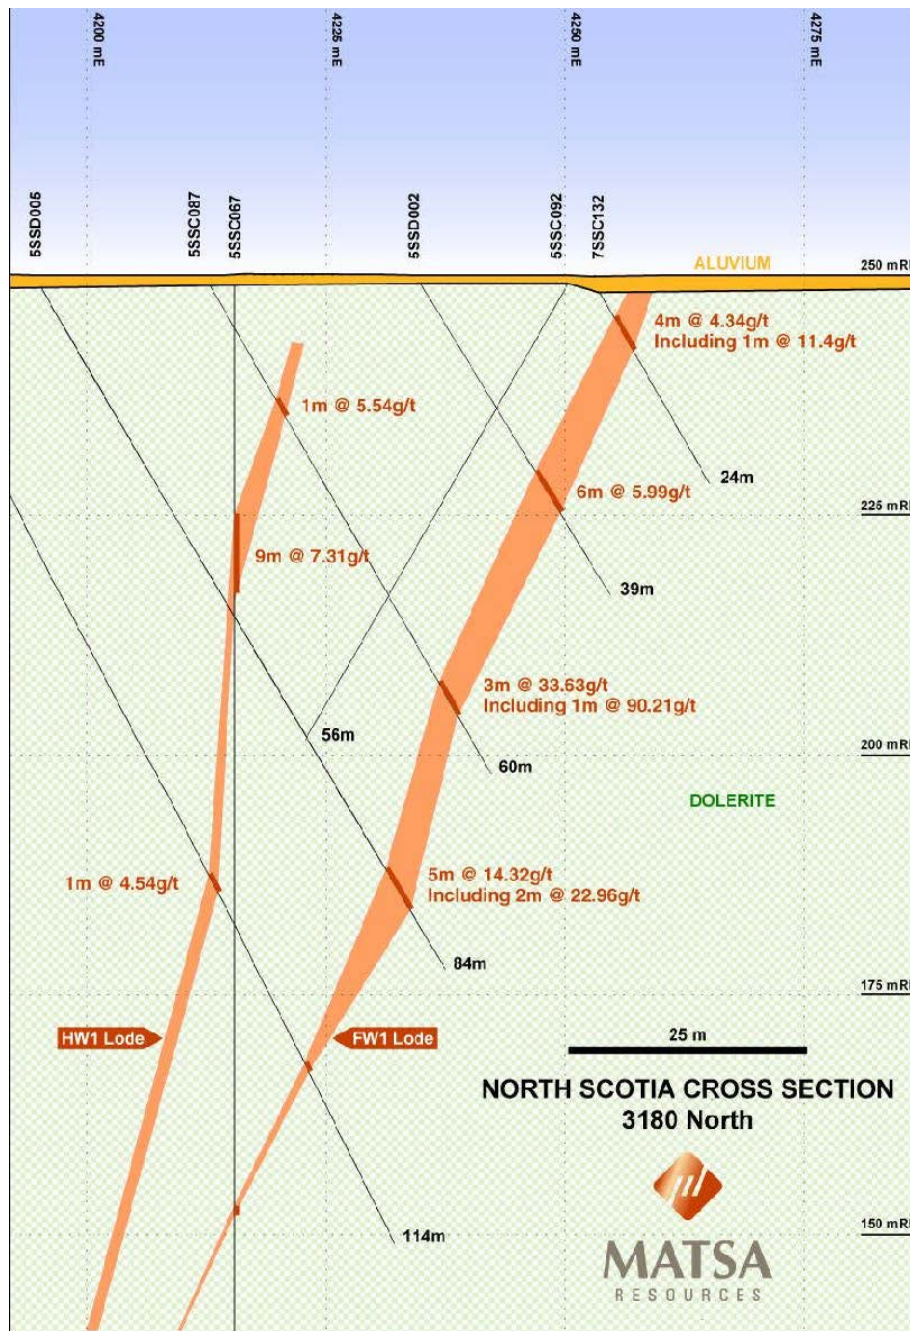 4200 mE
4225 mE
4250 mE
4275 mE
5SSD005
5SSC087
5SSC067
5SSD002
5SSC092
7SSC132
ALUVIUM
250 mRl
4m @ 4.34g/t
Including 1m @ 11.4g/t
1m @ 5.54g/t
24m
6m @ 5.99g/t
225 mRl
9m @ 7.31g/t
39m
3m @ 33.63g/t
Including 1m @ 90.21g/t
56m
60m
200 mRl
DOLERITE
1m @ 4.54g/t
5m @ 14.32g/t
Including 2m @ 22.96g/t
84m
175 mRl
HW1 Lode
FW1 Lode
25 m
NORTH SCOTIA CROSS SECTION
3180 North
114m
150 mRl
MATSA
RESOURCES